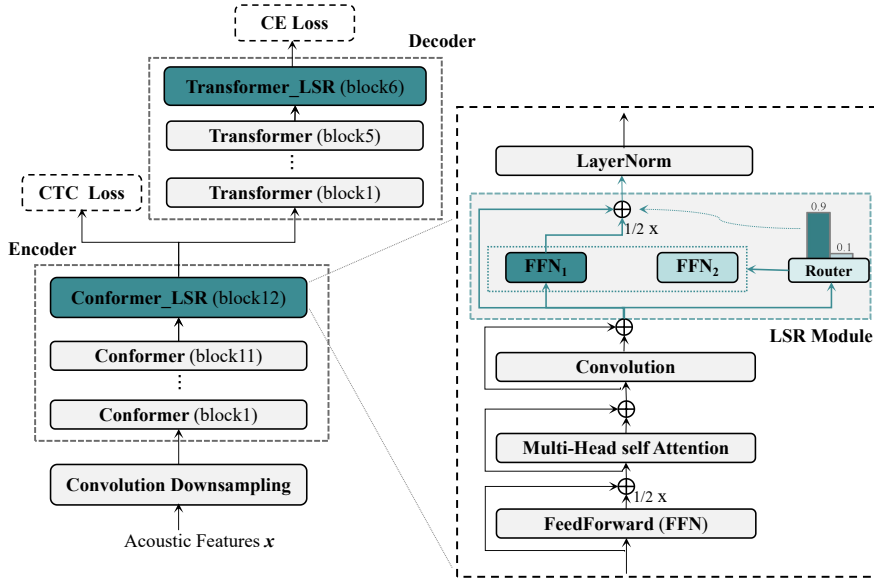 CE Loss
Decoder
Transformer_LSR (block6)
Transformer (block5)
⋮
Transformer (block1)
CTC Loss
Encoder
Conformer_LSR (block12)
Conformer (block11)
⋮
Conformer (block1)
Convolution Downsampling
Acoustic Features x
LayerNorm
0.9
0.1
1/2 x
FFN1
FFN2
Router
LSR Module
Convolution
Multi-Head self Attention
1/2 x
FeedForward (FFN)